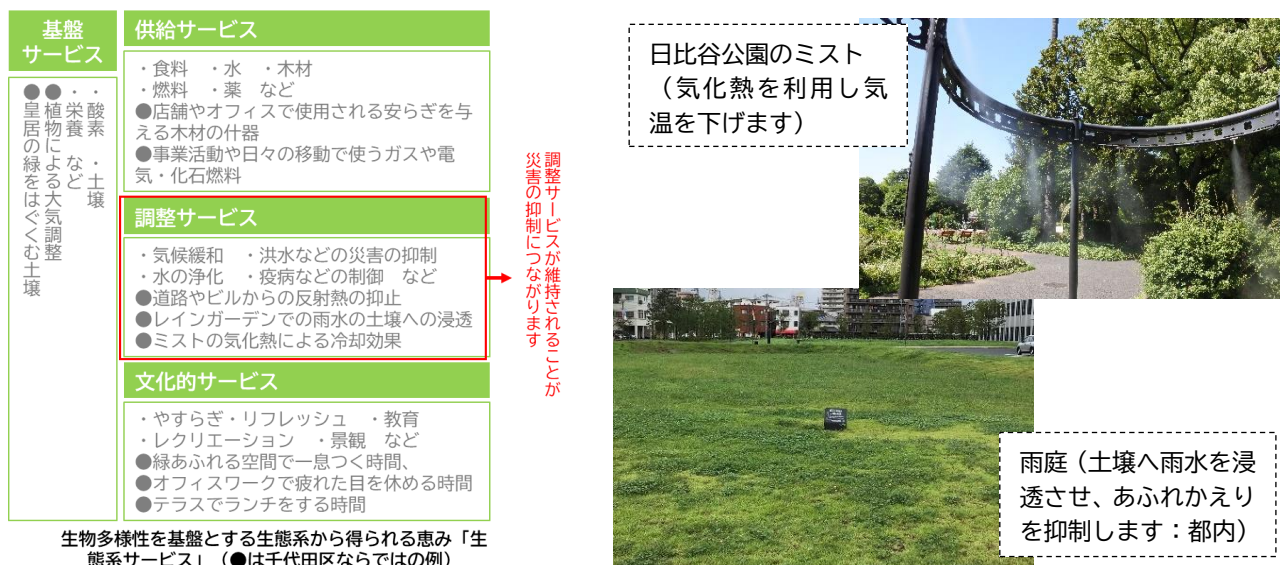 基盤
サービス
・酸素 ・土壌
・栄養 など
●植物による大気調整
●皇居の緑をはぐくむ土壌
供給サービス
・食料 ・水 ・木材
・燃料 ・薬 など
●店舗やオフィスで使用される安らぎを与
える木材の什器
●事業活動や日々の移動で使うガスや電
気・化石燃料
調整サービス
・気候緩和 ・洪水などの災害の抑制
・水の浄化 ・疫病などの制御 など
●道路やビルからの反射熱の抑止
●レインガーデンでの雨水の土壌への浸透
●ミストの気化熱による冷却効果
文化的サービス
・やすらぎ・リフレッシュ ・教育
・レクリエーション ・景観 など
●緑あふれる空間で一息つく時間、
●オフィスワークで疲れた目を休める時間
●テラスでランチをする時間
生物多様性を基盤とする生態系から得られる恵み「生
態系サービス」（●は千代田区ならではの例）
調整サービスが維持されることが
災害の抑制につながります
日比谷公園のミスト
（気化熱を利用し気
温を下げます）
雨庭（土壌へ雨水を浸
透させ、あふれかえり
を抑制します：都内）